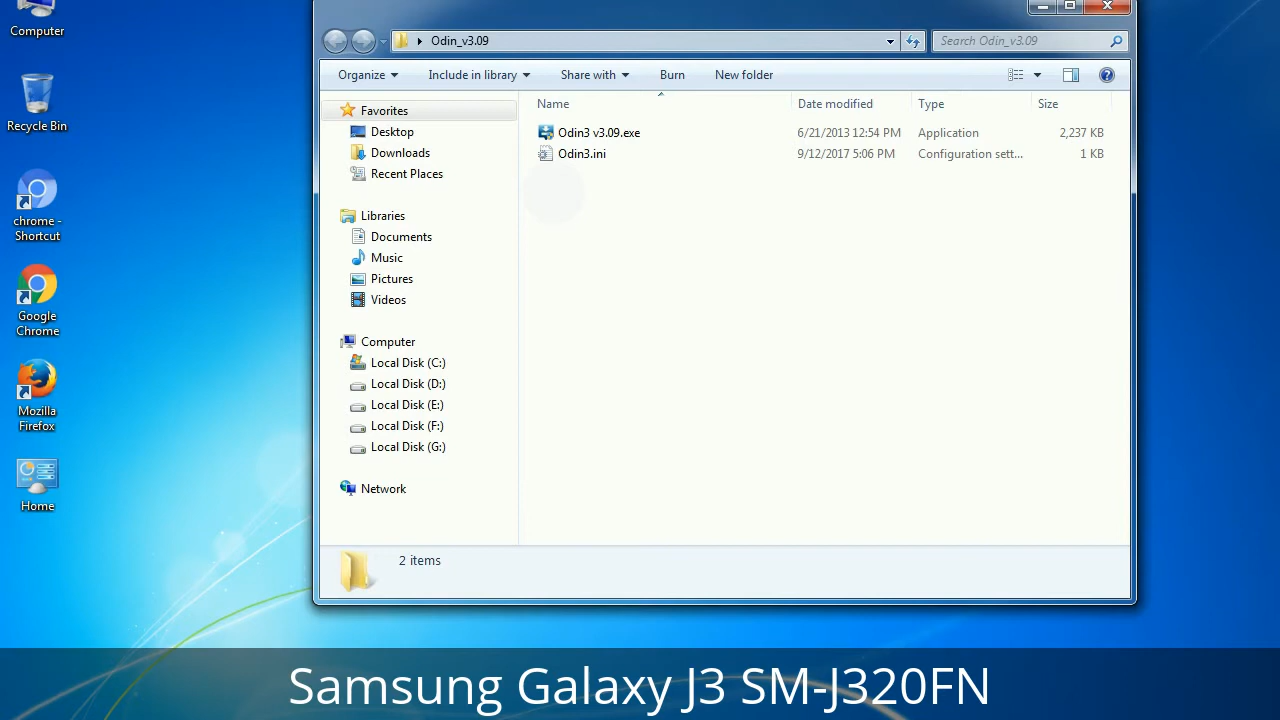 Computer
Recycle Bin
chrome -
Shortcut
Google
Chrome
Mozilla
Firefox
Home
Odin_v3.09
Search Odin_v3.09
Organize
Include in library
Share with
Burn
New folder
Favorites
Desktop
Downloads
Recent Places
Libraries
Documents
Music
Pictures
Videos
Computer
Local Disk (C:)
Local Disk (D:)
Local Disk (E:)
Local Disk (F:)
Local Disk (G:)
Network
Name Date modified Type Size
Odin3 v3.09.exe 6/21/2013 12:54 PM Application 2,237 KB
Odin3.ini 9/12/2017 5:06 PM Configuration sett... 1 KB
2 items
Samsung Galaxy J3 SM-J320FN